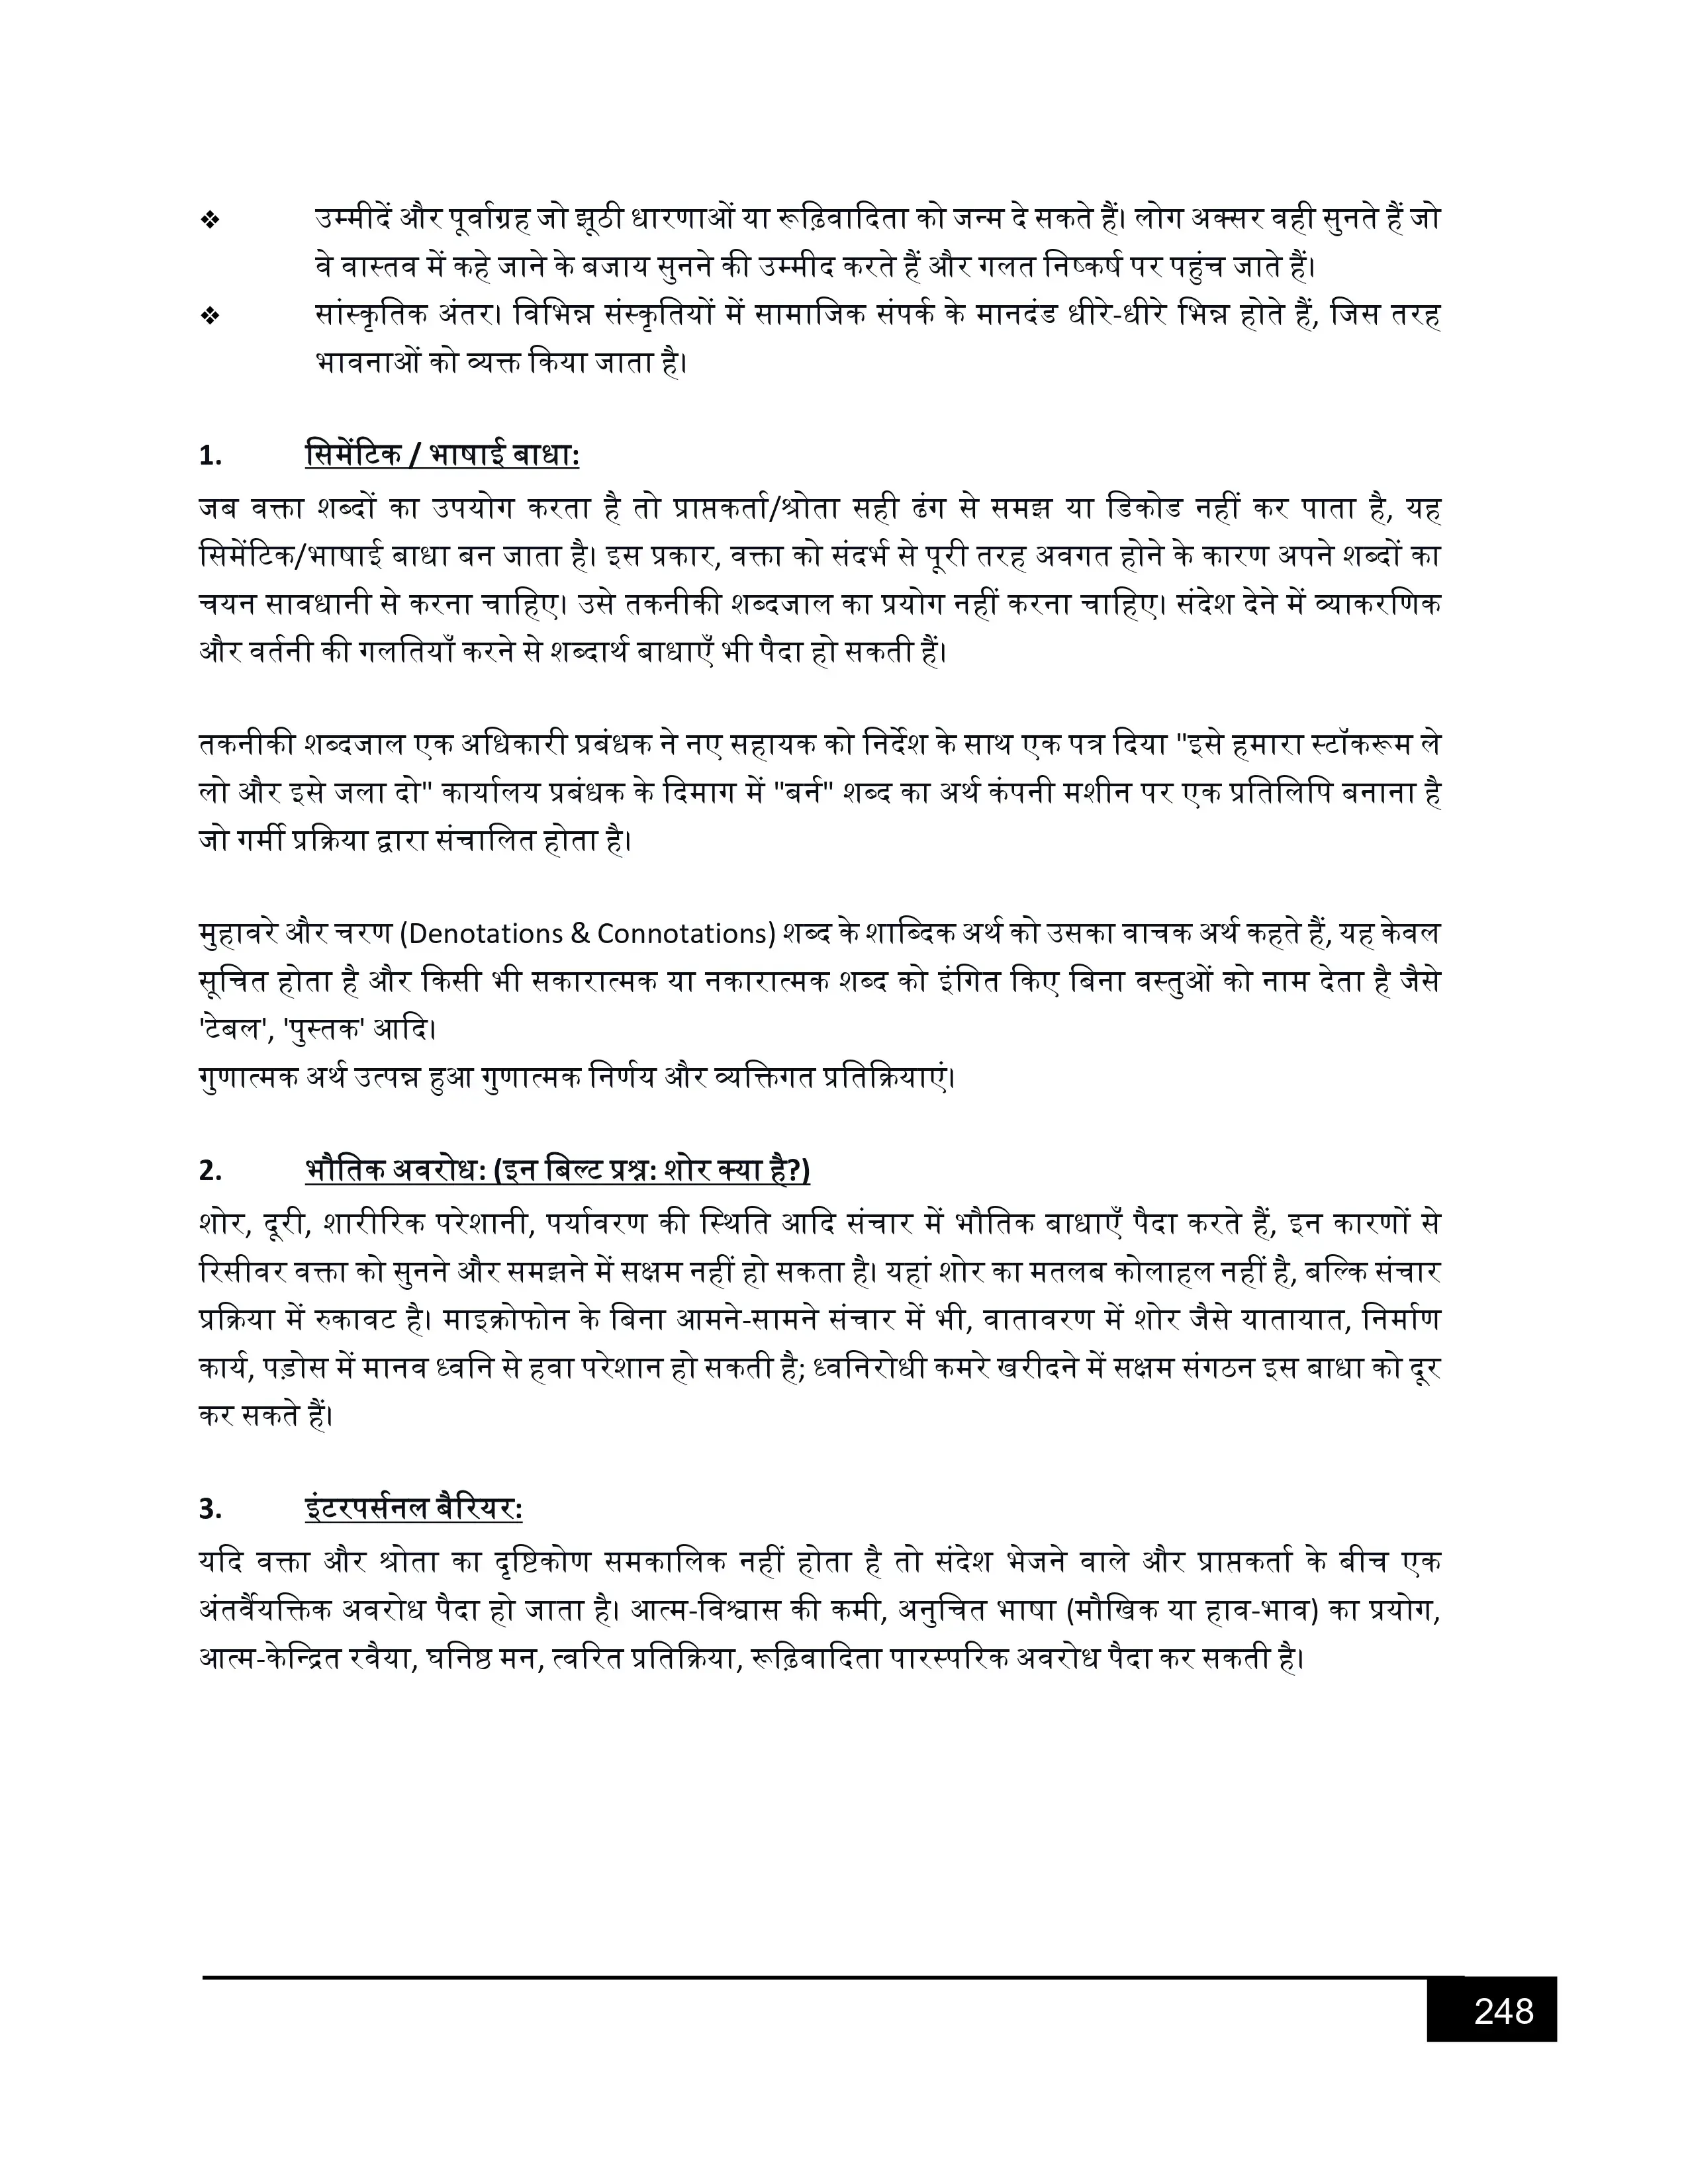 ❖ उम्मीदें और पूर्वाग्रह जो झूठी धारणाओं या रूढ़िवादिता को जन्म दे सकते हैं। लोग अक्सर वही सुनते हैं जो
वे वास्तव में कहे जाने के बजाय सुनने की उम्मीद करते हैं और गलत निष्कर्ष पर पहुंच जाते हैं।
❖ सांस्कृतिक अंतर। विभिन्न संस्कृतियों में सामाजिक संपर्क के मानदंड धीरे-धीरे भिन्न होते हैं, जिस तरह
भावनाओं को व्यक्त किया जाता है।
1. सिमेंटिक / भाषाई बाधा:
जब वक्ता शब्दों का उपयोग करता है तो प्राप्तकर्ता/श्रोता सही ढंग से समझ या डिकोड नहीं कर पाता है, यह
सिमेंटिक/भाषाई बाधा बन जाता है। इस प्रकार, वक्ता को संदर्भ से पूरी तरह अवगत होने के कारण अपने शब्दों का
चयन सावधानी से करना चाहिए। उसे तकनीकी शब्दजाल का प्रयोग नहीं करना चाहिए। संदेश देने में व्याकरणिक
और वर्तनी की गलतियाँ करने से शब्दार्थ बाधाएँ भी पैदा हो सकती हैं।
तकनीकी शब्दजाल एक अधिकारी प्रबंधक ने नए सहायक को निर्देश के साथ एक पत्र दिया "इसे हमारा स्टॉकरूम ले
लो और इसे जला दो" कार्यालय प्रबंधक के दिमाग में "बर्न" शब्द का अर्थ कंपनी मशीन पर एक प्रतिलिपि बनाना है
जो गर्मी प्रक्रिया द्वारा संचालित होता है।
मुहावरे और चरण (Denotations & Connotations) शब्द के शाब्दिक अर्थ को उसका वाचक अर्थ कहते हैं, यह केवल
सूचित होता है और किसी भी सकारात्मक या नकारात्मक शब्द को इंगित किए बिना वस्तुओं को नाम देता है जैसे
'टेबल', 'पुस्तक' आदि।
गुणात्मक अर्थ उत्पन्न हुआ गुणात्मक निर्णय और व्यक्तिगत प्रतिक्रियाएं।
2. भौतिक अवरोध: (इन बिल्ट प्रश्न: शोर क्या है?)
शोर, दूरी, शारीरिक परेशानी, पर्यावरण की स्थिति आदि संचार में भौतिक बाधाएँ पैदा करते हैं, इन कारणों से
रिसीवर वक्ता को सुनने और समझने में सक्षम नहीं हो सकता है। यहां शोर का मतलब कोलाहल नहीं है, बल्कि संचार
प्रक्रिया में रुकावट है। माइक्रोफोन के बिना आमने-सामने संचार में भी, वातावरण में शोर जैसे यातायात, निर्माण
कार्य, पड़ोस में मानव ध्वनि से हवा परेशान हो सकती है; ध्वनिरोधी कमरे खरीदने में सक्षम संगठन इस बाधा को दूर
कर सकते हैं।
3. इंटरपर्सनल बैरियर:
यदि वक्ता और श्रोता का दृष्टिकोण समकालिक नहीं होता है तो संदेश भेजने वाले और प्राप्तकर्ता के बीच एक
अंतर्वैयक्तिक अवरोध पैदा हो जाता है। आत्म-विश्वास की कमी, अनुचित भाषा (मौखिक या हाव-भाव) का प्रयोग,
आत्म-केन्द्रित रवैया, घनिष्ठ मन, त्वरित प्रतिक्रिया, रूढ़िवादिता पारस्परिक अवरोध पैदा कर सकती है।
248